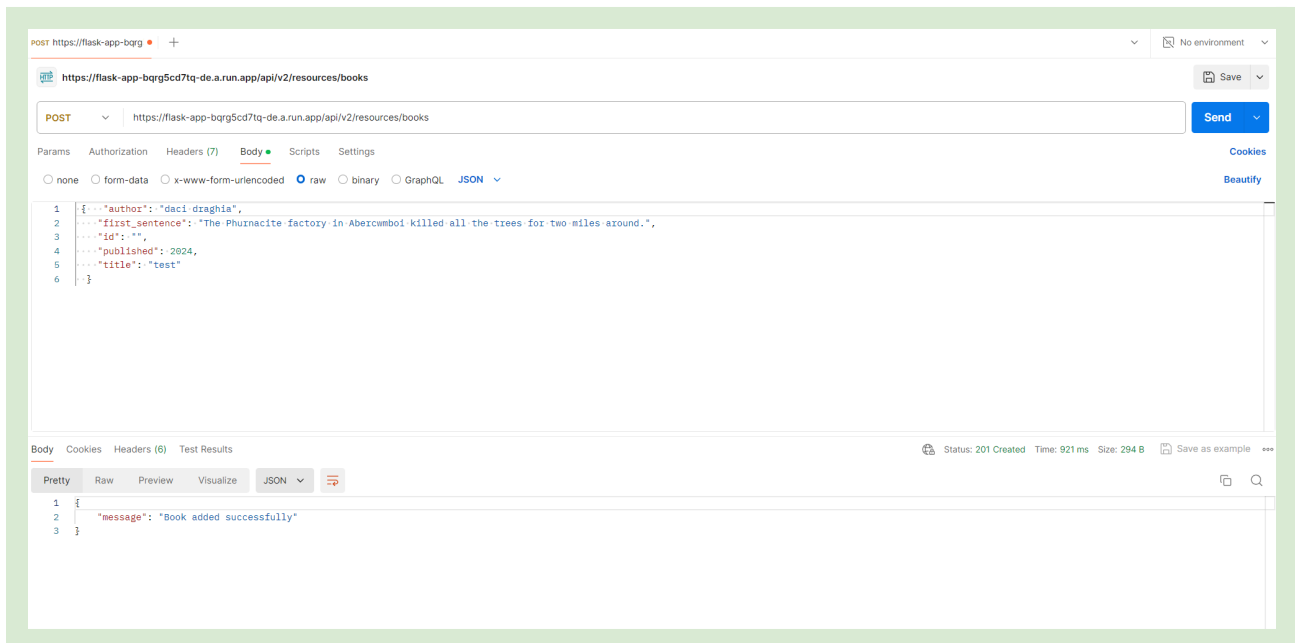 POST https://flask-app-bqrg
No environment
HTTP https://flask-app-bqrg5cd7tq-de.a.run.app/api/v2/resources/books
Save
POST https://flask-app-bqrg5cd7tq-de.a.run.app/api/v2/resources/books
Send
Params Authorization Headers (7) Body Scripts Settings
Cookies
none form-data x-www-form-urlencoded raw binary GraphQL JSON
Beautify
1 { "author": "daci draghia",
2 "first_sentence": "The Phurnacite factory in Abercwmboi killed all the trees for two miles around.",
3 "id": "",
4 "published": 2024,
5 "title": "test"
6 }
Body Cookies Headers (6) Test Results
Status: 201 Created Time: 921 ms Size: 294 B Save as example
Pretty Raw Preview Visualize JSON
1 {
2 "message": "Book added successfully"
3 }